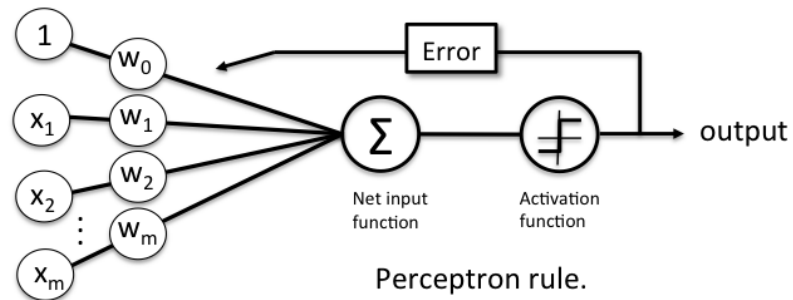 1
w₀
Error
x₁
w₁
Σ
output
x₂
w₂
Net input
function
Activation
function
⋮
wₘ
xₘ
Perceptron rule.